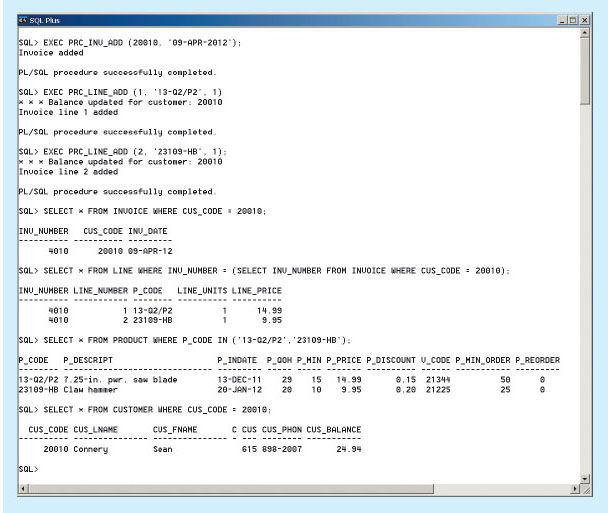 SQL Plus
SQL> EXEC PRC_INV_ADD (20010, '09-APR-2012');
Invoice added
PL/SQL procedure successfully completed.
SQL> EXEC PRC_LINE_ADD (1, '13-Q2/P2', 1)
* * * Balance updated for customer: 20010
Invoice line 1 added
PL/SQL procedure successfully completed.
SQL> EXEC PRC_LINE_ADD (2, '23109-HB', 1);
* * * Balance updated for customer: 20010
Invoice line 2 added
PL/SQL procedure successfully completed.
SQL> SELECT * FROM INVOICE WHERE CUS_CODE = 20010;
INV_NUMBER CUS_CODE INV_DATE
---------- ---------- ---------
4010 20010 09-APR-12
SQL> SELECT * FROM LINE WHERE INV_NUMBER = (SELECT INV_NUMBER FROM INVOICE WHERE CUS_CODE = 20010);
INV_NUMBER LINE_NUMBER P_CODE LINE_UNITS LINE_PRICE
---------- ----------- ---------- ---------- ----------
4010 1 13-Q2/P2 1 14.99
4010 2 23109-HB 1 9.95
SQL> SELECT * FROM PRODUCT WHERE P_CODE IN ('13-Q2/P2','23109-HB');
P_CODE P_DESCRIPT P_INDATE P_QOH P_MIN P_PRICE P_DISCOUNT V_CODE P_MIN_ORDER P_REORDER
13-Q2/P2 7.25-in. pwr. saw blade 13-DEC-11 29 15 14.99 0.15 21344 50 0
23109-HB Claw hammer 20-JAN-12 20 10 9.95 0.20 21225 25 0
SQL> SELECT * FROM CUSTOMER WHERE CUS_CODE = 20010;
CUS_CODE CUS_LNAME CUS_FNAME C CUS CUS_PHON CUS_BALANCE
20010 Connery Sean 615 898-2007 24.94
SQL>